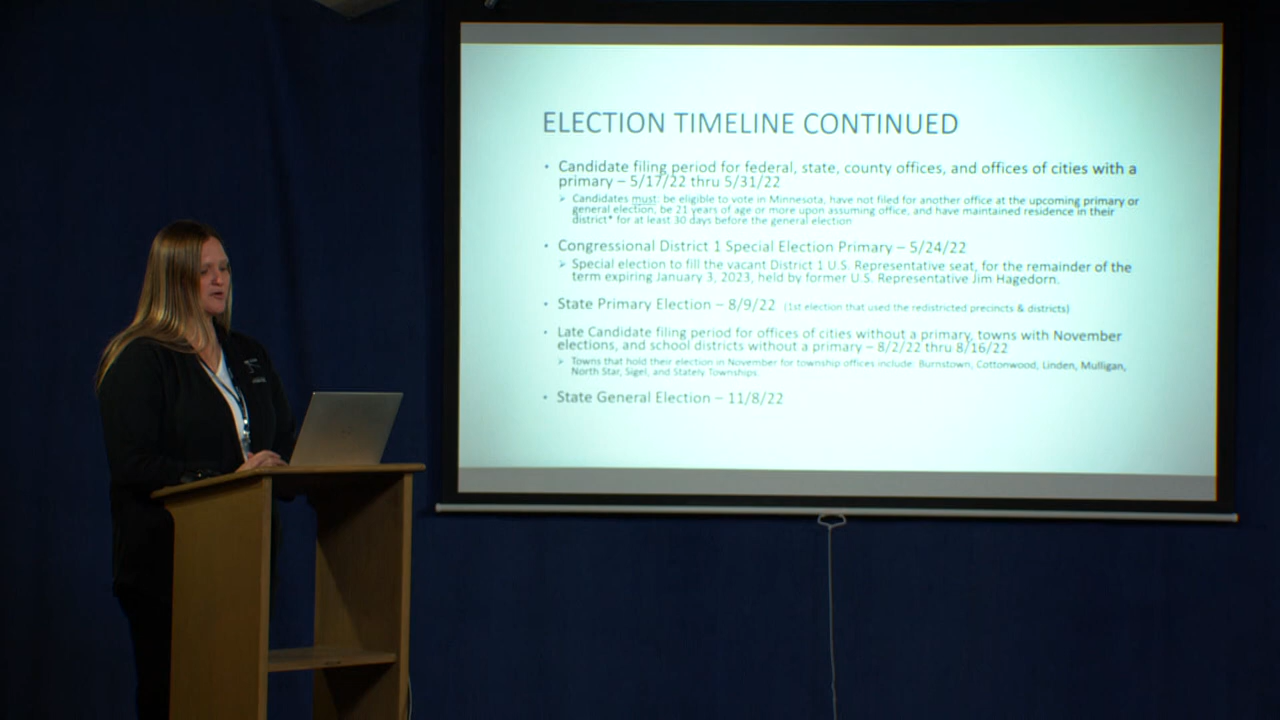 ELECTION TIMELINE CONTINUED
• Candidate filing period for federal, state, county offices, and offices of cities with a
primary – 5/17/22 thru 5/31/22
➢ Candidates must: be eligible to vote in Minnesota, have not filed for another office at the upcoming primary or
general election, be 21 years of age or more upon assuming office, and have maintained residence in their
district* for at least 30 days before the general election
• Congressional District 1 Special Election Primary – 5/24/22
➢ Special election to fill the vacant District 1 U.S. Representative seat, for the remainder of the
term expiring January 3, 2023, held by former U.S. Representative Jim Hagedorn.
• State Primary Election – 8/9/22 (1st election that used the redistricted precincts & districts)
• Late Candidate filing period for offices of cities without a primary, towns with November
elections, and school districts without a primary – 8/2/22 thru 8/16/22
➢ Towns that hold their election in November for township offices include: Burnstown, Cottonwood, Linden, Mulligan,
North Star, Sigel, and Stately Townships.
• State General Election – 11/8/22